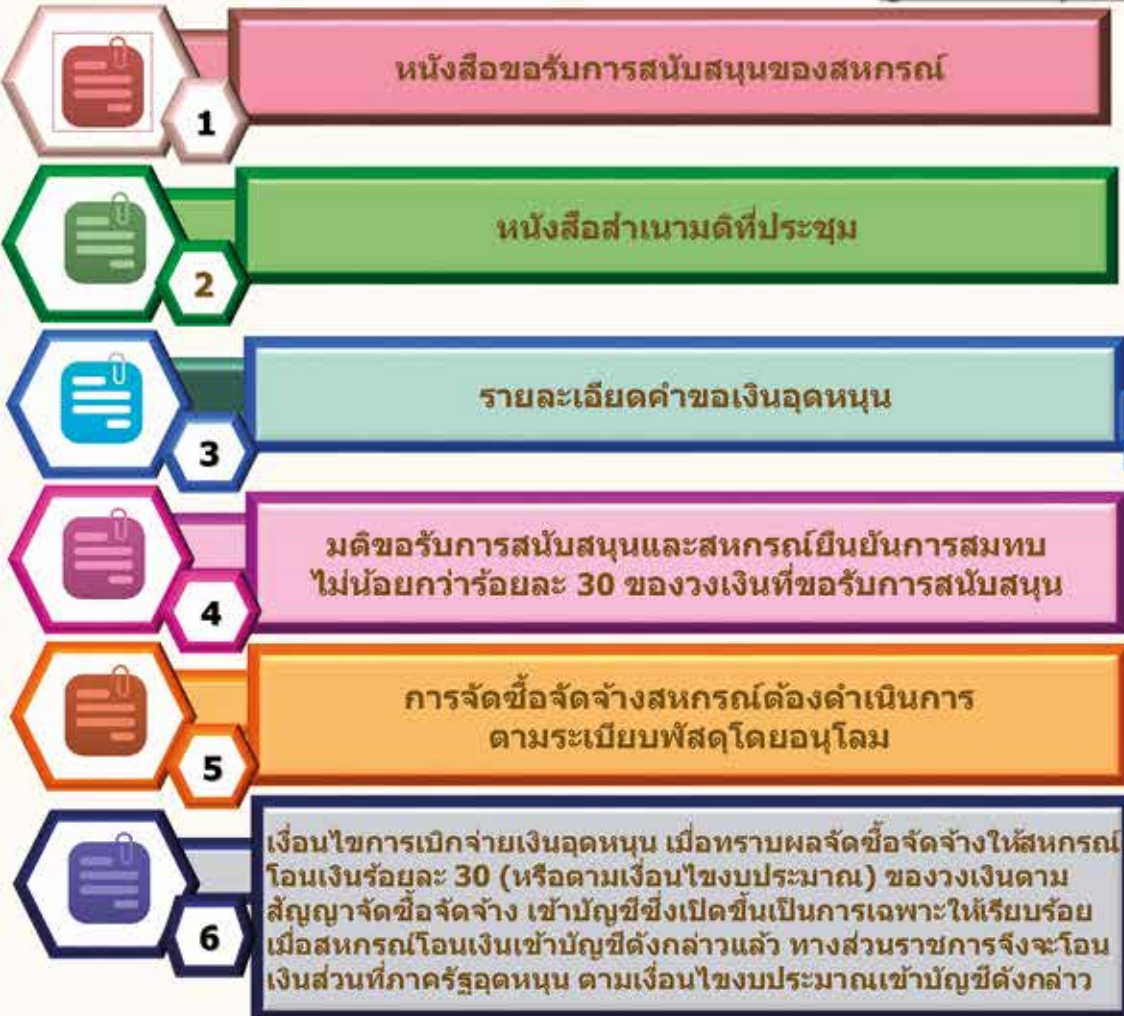 หนังสือขอรับการสนับสนุนของสหกรณ์
1
หนังสือสำเนามติที่ประชุม
2
รายละเอียดคำขอเงินอุดหนุน
3
มติขอรับการสนับสนุนและสหกรณ์ยืนยันการสมทบ
ไม่น้อยกว่าร้อยละ 30 ของวงเงินที่ขอรับการสนับสนุน
4
การจัดซื้อจัดจ้างสหกรณ์ต้องดำเนินการ
ตามระเบียบพัสดุโดยอนุโลม
5
เงื่อนไขการเบิกจ่ายเงินอุดหนุน เมื่อทราบผลจัดซื้อจัดจ้างให้สหกรณ์
โอนเงินร้อยละ 30 (หรือตามเงื่อนไขงบประมาณ) ของวงเงินตาม
สัญญาจัดซื้อจัดจ้าง เข้าบัญชีซึ่งเปิดขึ้นเป็นการเฉพาะให้เรียบร้อย
เมื่อสหกรณ์โอนเงินเข้าบัญชีดังกล่าวแล้ว ทางส่วนราชการจึงจะโอน
เงินส่วนที่ภาครัฐอุดหนุน ตามเงื่อนไขงบประมาณเข้าบัญชีดังกล่าว
6